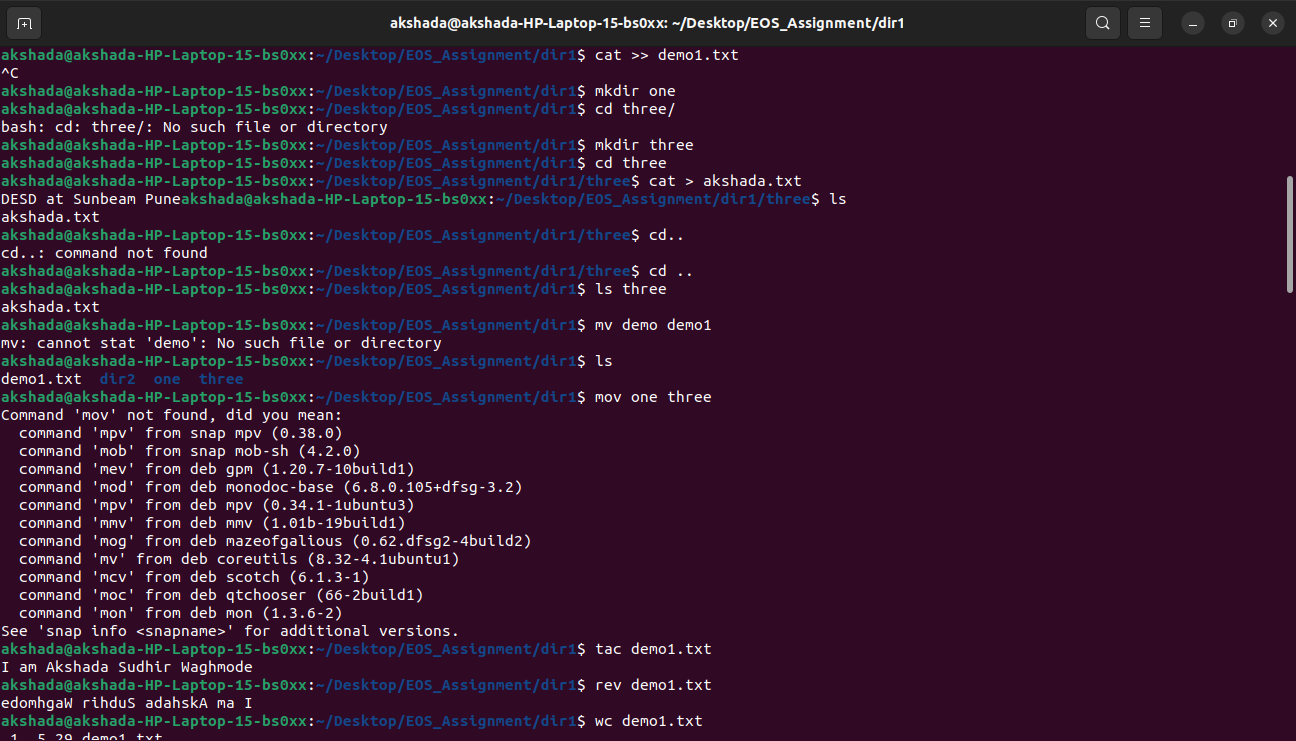 akshada@akshada-HP-Laptop-15-bs0xx: ~/Desktop/EOS_Assignment/dir1
akshada@akshada-HP-Laptop-15-bs0xx:~/Desktop/EOS_Assignment/dir1$ cat >> demo1.txt
^C
akshada@akshada-HP-Laptop-15-bs0xx:~/Desktop/EOS_Assignment/dir1$ mkdir one
akshada@akshada-HP-Laptop-15-bs0xx:~/Desktop/EOS_Assignment/dir1$ cd three/
bash: cd: three/: No such file or directory
akshada@akshada-HP-Laptop-15-bs0xx:~/Desktop/EOS_Assignment/dir1$ mkdir three
akshada@akshada-HP-Laptop-15-bs0xx:~/Desktop/EOS_Assignment/dir1$ cd three
akshada@akshada-HP-Laptop-15-bs0xx:~/Desktop/EOS_Assignment/dir1/three$ cat > akshada.txt
DESD at Sunbeam Puneakshada@akshada-HP-Laptop-15-bs0xx:~/Desktop/EOS_Assignment/dir1/three$ ls
akshada.txt
akshada@akshada-HP-Laptop-15-bs0xx:~/Desktop/EOS_Assignment/dir1/three$ cd..
cd..: command not found
akshada@akshada-HP-Laptop-15-bs0xx:~/Desktop/EOS_Assignment/dir1/three$ cd ..
akshada@akshada-HP-Laptop-15-bs0xx:~/Desktop/EOS_Assignment/dir1$ ls three
akshada.txt
akshada@akshada-HP-Laptop-15-bs0xx:~/Desktop/EOS_Assignment/dir1$ mv demo demo1
mv: cannot stat 'demo': No such file or directory
akshada@akshada-HP-Laptop-15-bs0xx:~/Desktop/EOS_Assignment/dir1$ ls
demo1.txt  dir2  one  three
akshada@akshada-HP-Laptop-15-bs0xx:~/Desktop/EOS_Assignment/dir1$ mov one three
Command 'mov' not found, did you mean:
  command 'mpv' from snap mpv (0.38.0)
  command 'mob' from snap mob-sh (4.2.0)
  command 'mev' from deb gpm (1.20.7-10build1)
  command 'mod' from deb monodoc-base (6.8.0.105+dfsg-3.2)
  command 'mpv' from deb mpv (0.34.1-1ubuntu3)
  command 'mmv' from deb mmv (1.01b-19build1)
  command 'mog' from deb mazeofgalious (0.62.dfsg2-4build2)
  command 'mv' from deb coreutils (8.32-4.1ubuntu1)
  command 'mcv' from deb scotch (6.1.3-1)
  command 'moc' from deb qtchooser (66-2build1)
  command 'mon' from deb mon (1.3.6-2)
See 'snap info <snapname>' for additional versions.
akshada@akshada-HP-Laptop-15-bs0xx:~/Desktop/EOS_Assignment/dir1$ tac demo1.txt
I am Akshada Sudhir Waghmode
akshada@akshada-HP-Laptop-15-bs0xx:~/Desktop/EOS_Assignment/dir1$ rev demo1.txt
edomhgaW rihduS adahskA ma I
akshada@akshada-HP-Laptop-15-bs0xx:~/Desktop/EOS_Assignment/dir1$ wc demo1.txt
 1  5 29 demo1.txt